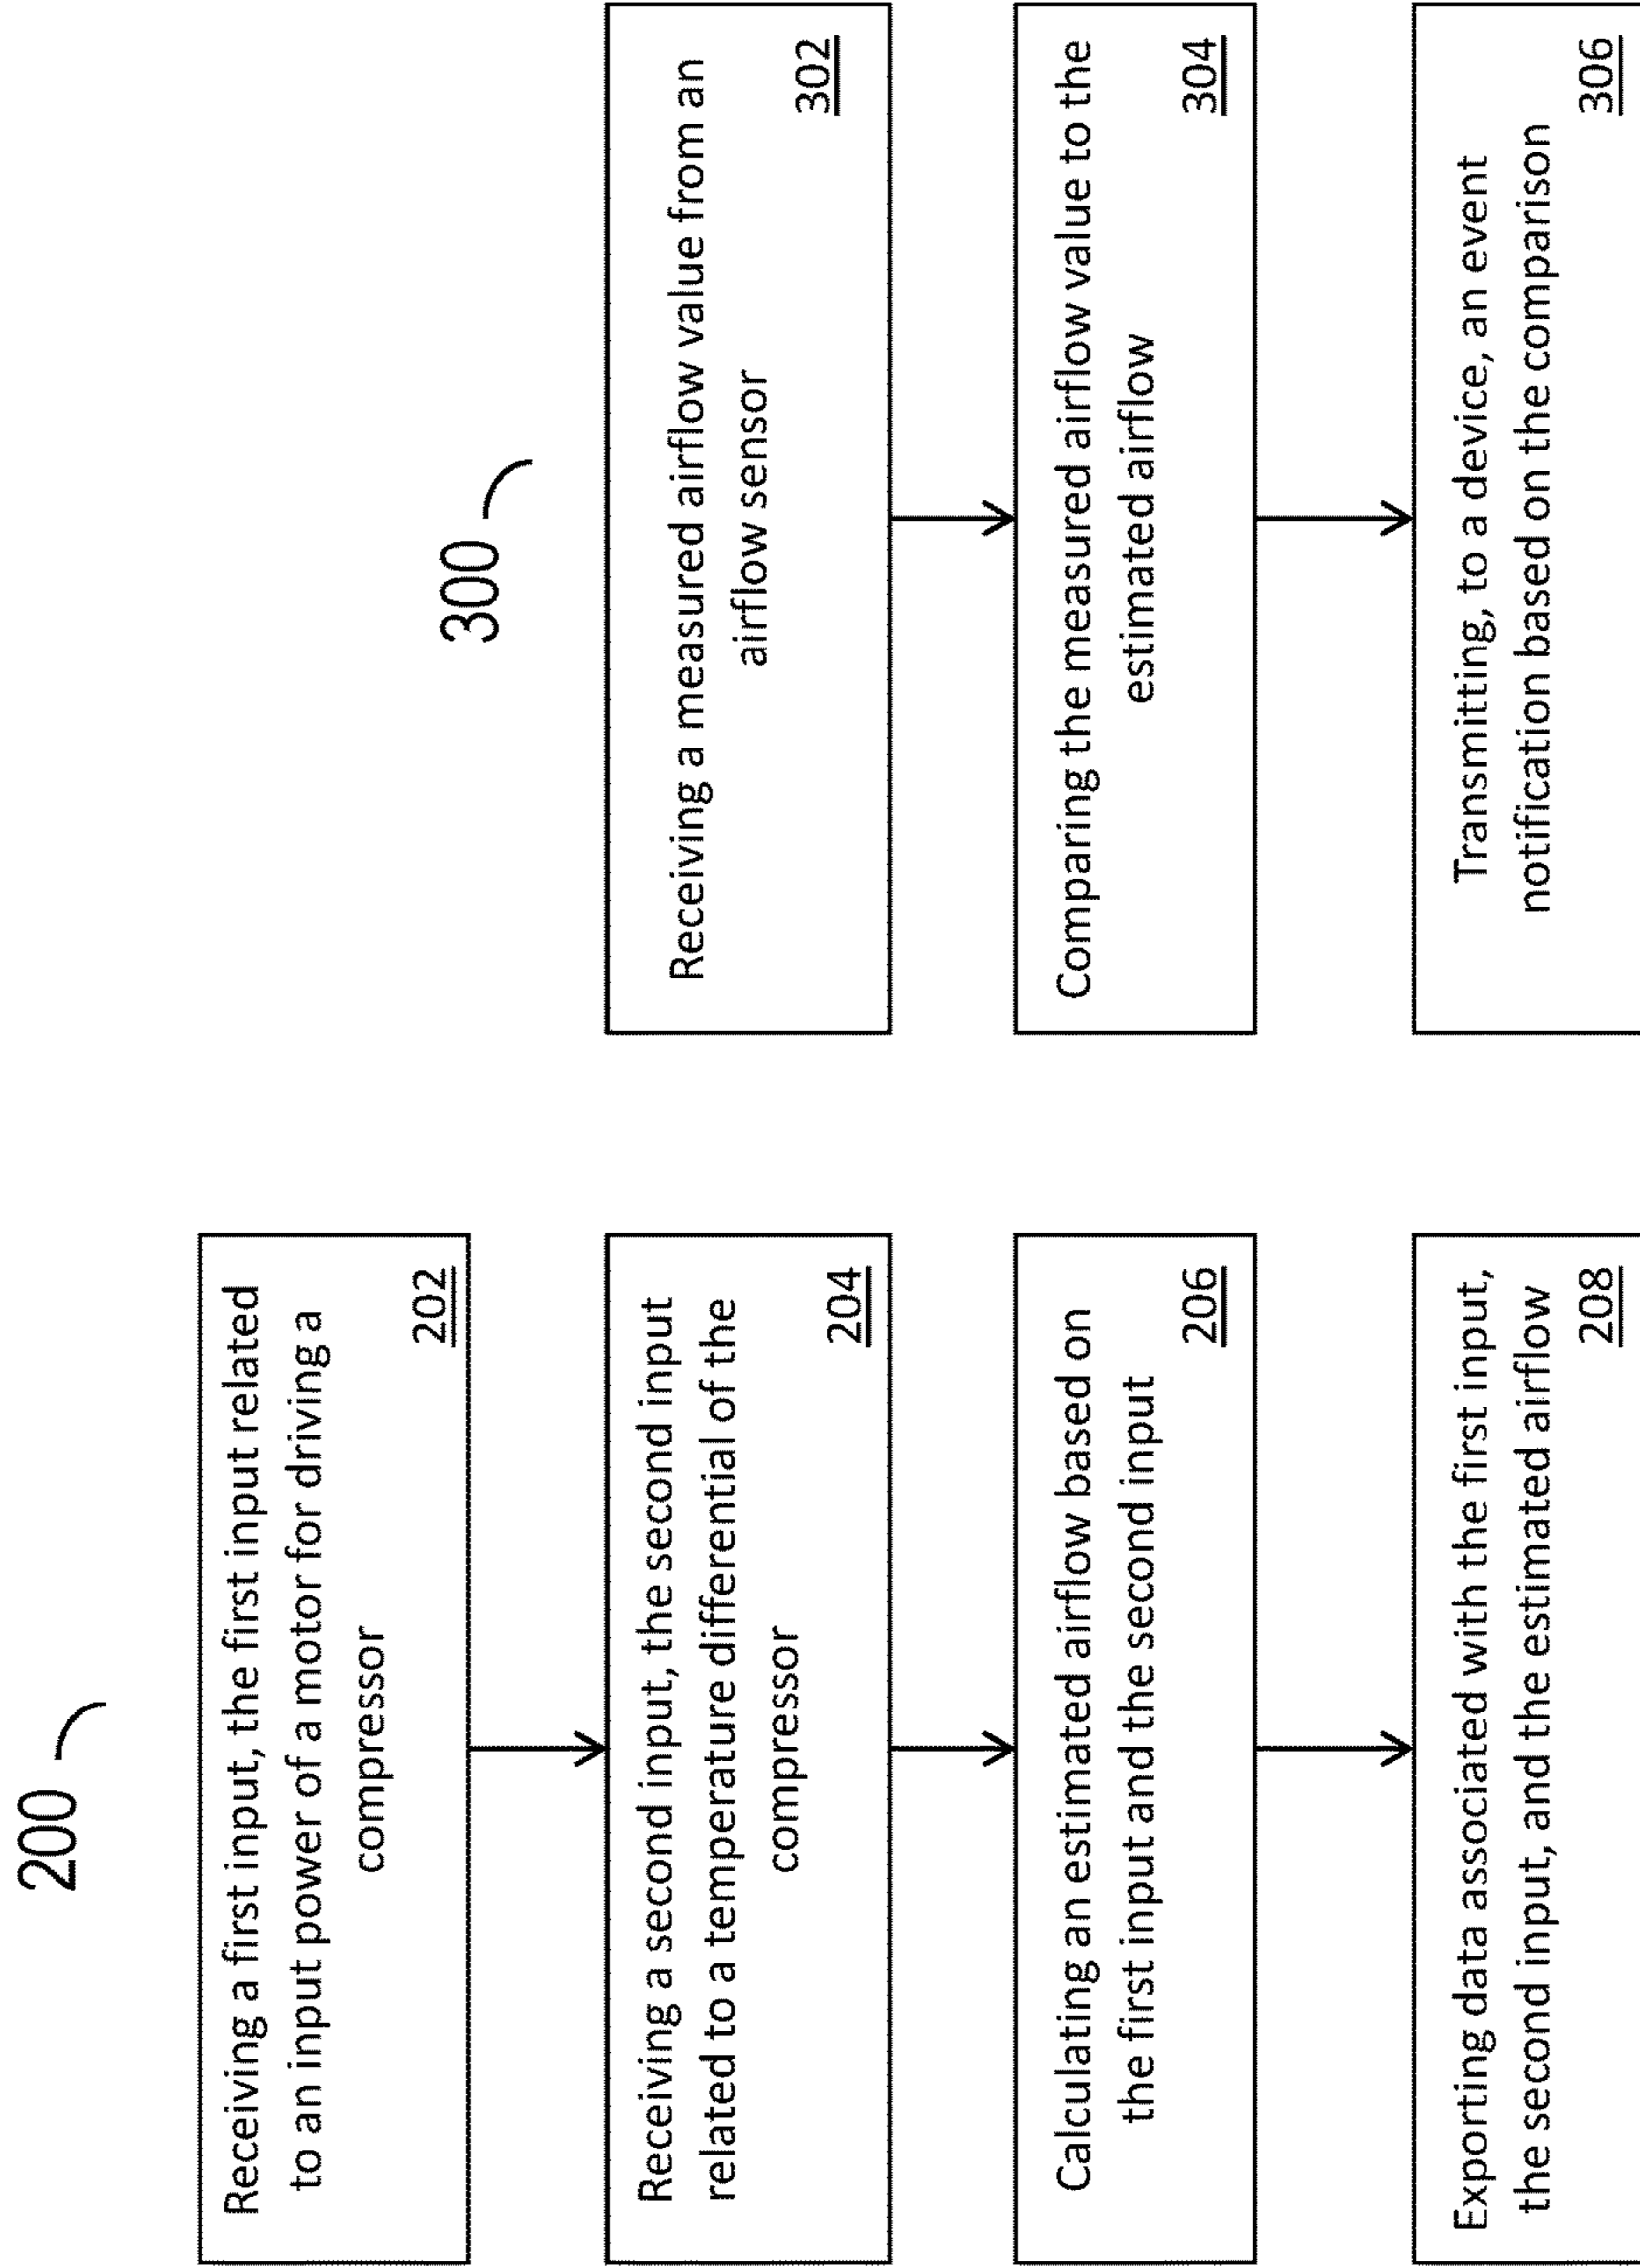 200
Receiving a first input, the first input related
to an input power of a motor for driving a
compressor
202
Receiving a second input, the second input
related to a temperature differential of the
compressor
204
Calculating an estimated airflow based on
the first input and the second input
206
Exporting data associated with the first input,
the second input, and the estimated airflow
208
300
Receiving a measured airflow value from an
airflow sensor
302
Comparing the measured airflow value to the
estimated airflow
304
Transmitting, to a device, an event
notification based on the comparison
306